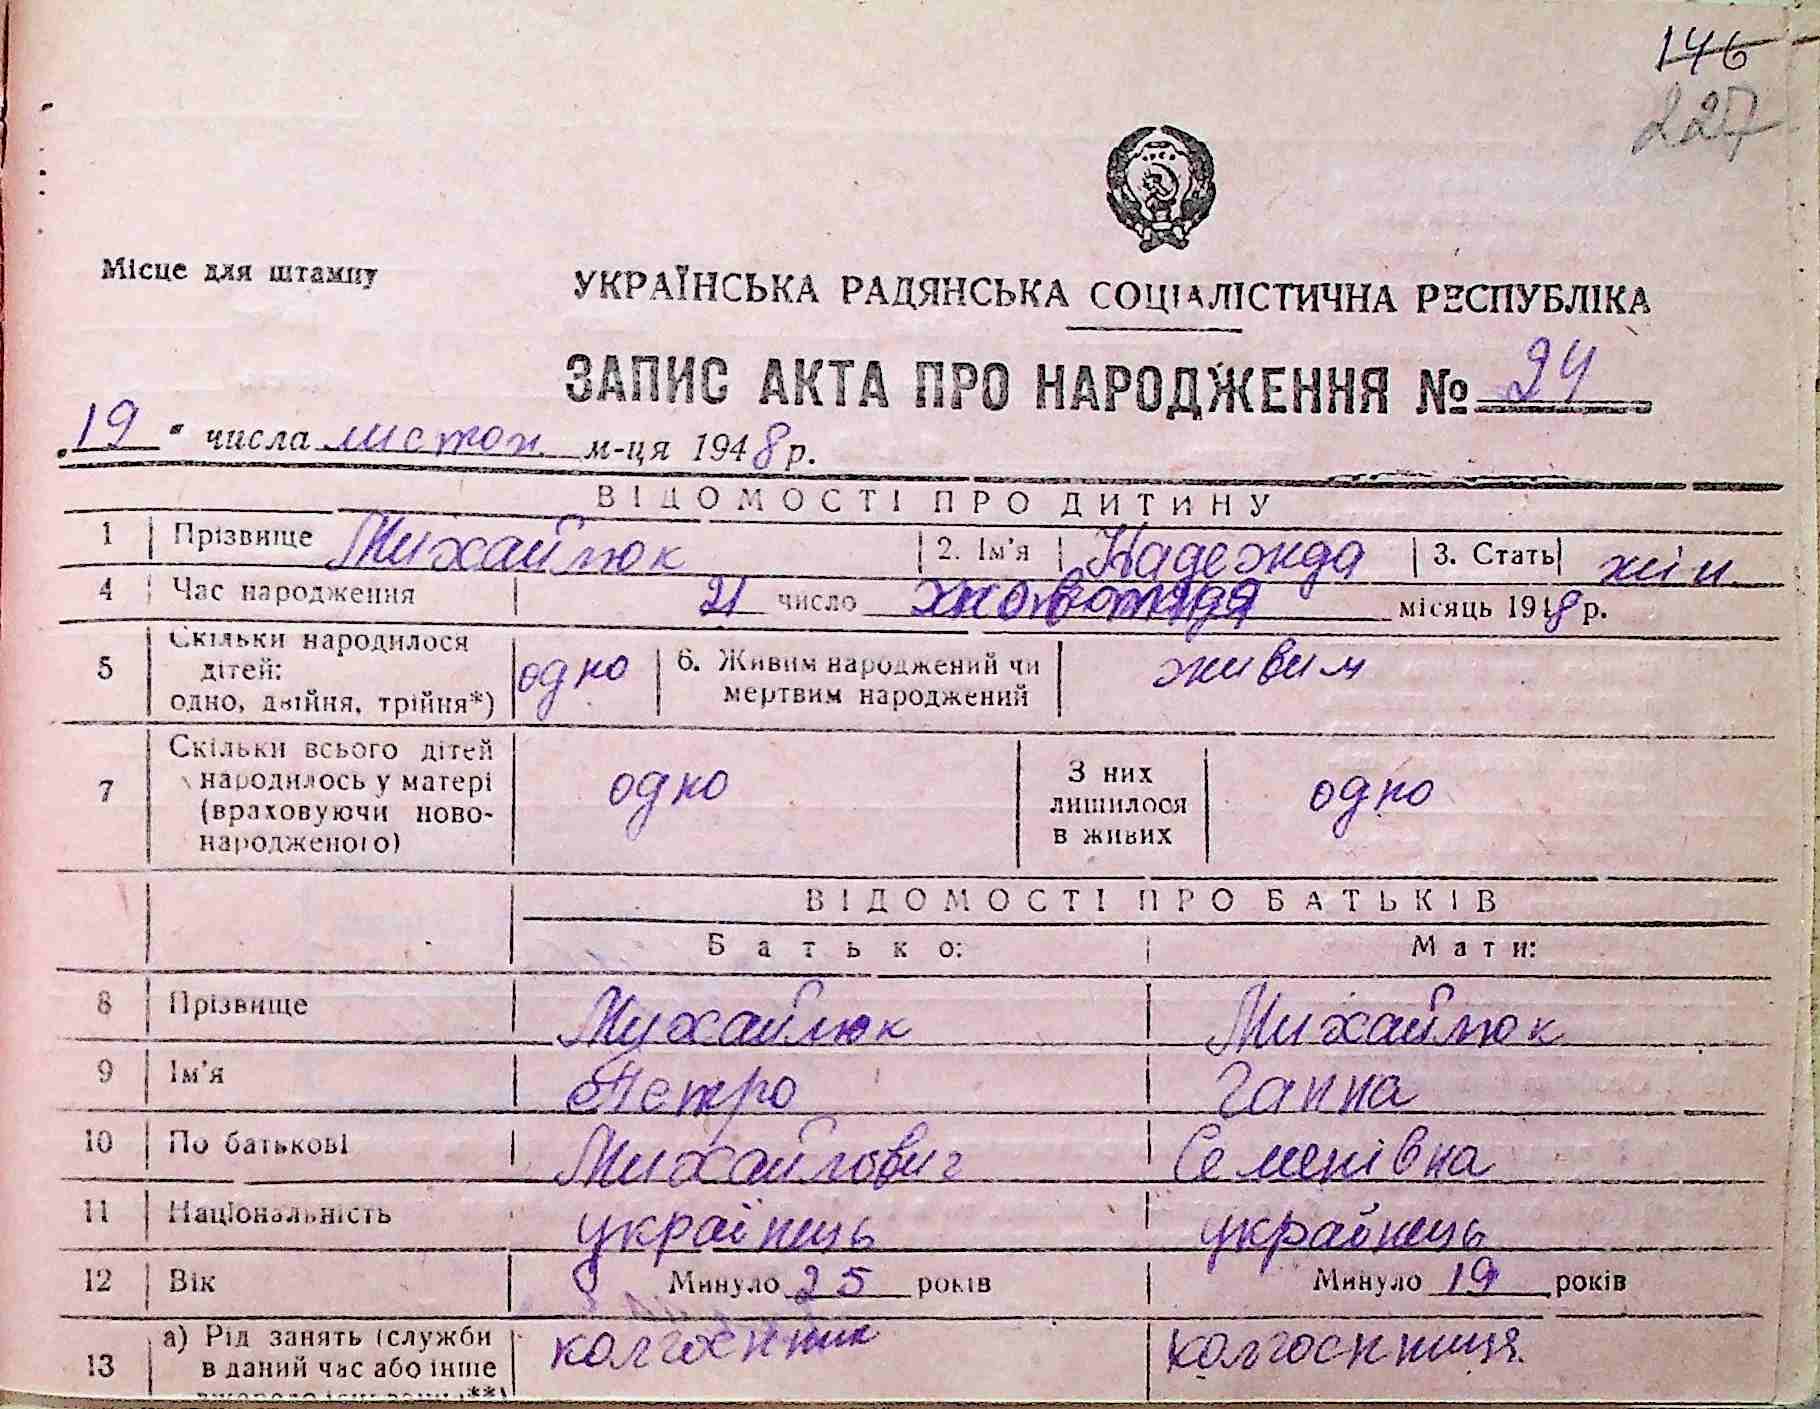 146
227
Місце для штампу
УКРАЇНСЬКА РАДЯНСЬКА СОЦІАЛІСТИЧНА РЕСПУБЛІКА
ЗАПИС АКТА ПРО НАРОДЖЕННЯ № 24
„19" числа листоп. м-ця 1948 р.
ВІДОМОСТІ ПРО ДИТИНУ
1 Прізвище Михайлюк 2. Ім'я Надежда 3. Стать жін
4 Час народження 21 число жовтня місяць 1948 р.
5 Скільки народилося дітей: одно, двійня, трійня*) одно 6. Живим народжений чи мертвим народжений живим
7 Скільки всього дітей народилось у матері (враховуючи новонародженого) одно З них лишилося в живих одно
ВІДОМОСТІ ПРО БАТЬКІВ
Батько: Мати:
8 Прізвище Михайлюк Михайлюк
9 Ім'я Петро Ганна
10 По батькові Михайлович Семенівна
11 Національність українець українець
12 Вік Минуло 25 років Минуло 19 років
13 а) Рід занять (служби в даний час або інше колгоспник колгоспниця